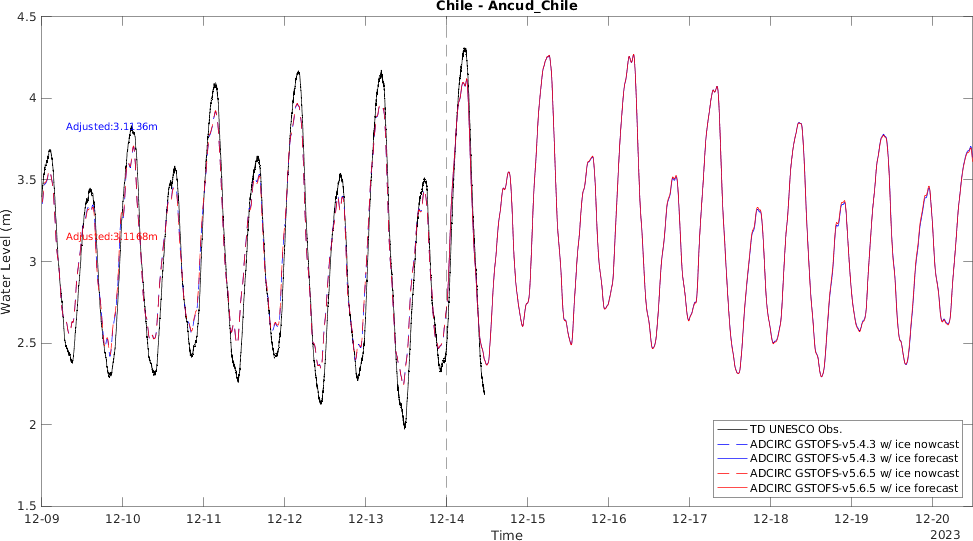 Chile - Ancud_Chile
4.5
4
3.5
3
2.5
2
1.5
Water Level (m)
Adjusted:3.1136m
Adjusted:3.1168m
TD UNESCO Obs.
ADCIRC GSTOFS-v5.4.3 w/ ice nowcast
ADCIRC GSTOFS-v5.4.3 w/ ice forecast
ADCIRC GSTOFS-v5.6.5 w/ ice nowcast
ADCIRC GSTOFS-v5.6.5 w/ ice forecast
12-09 12-10 12-11 12-12 12-13 12-14 12-15 12-16 12-17 12-18 12-19 12-20
Time
2023